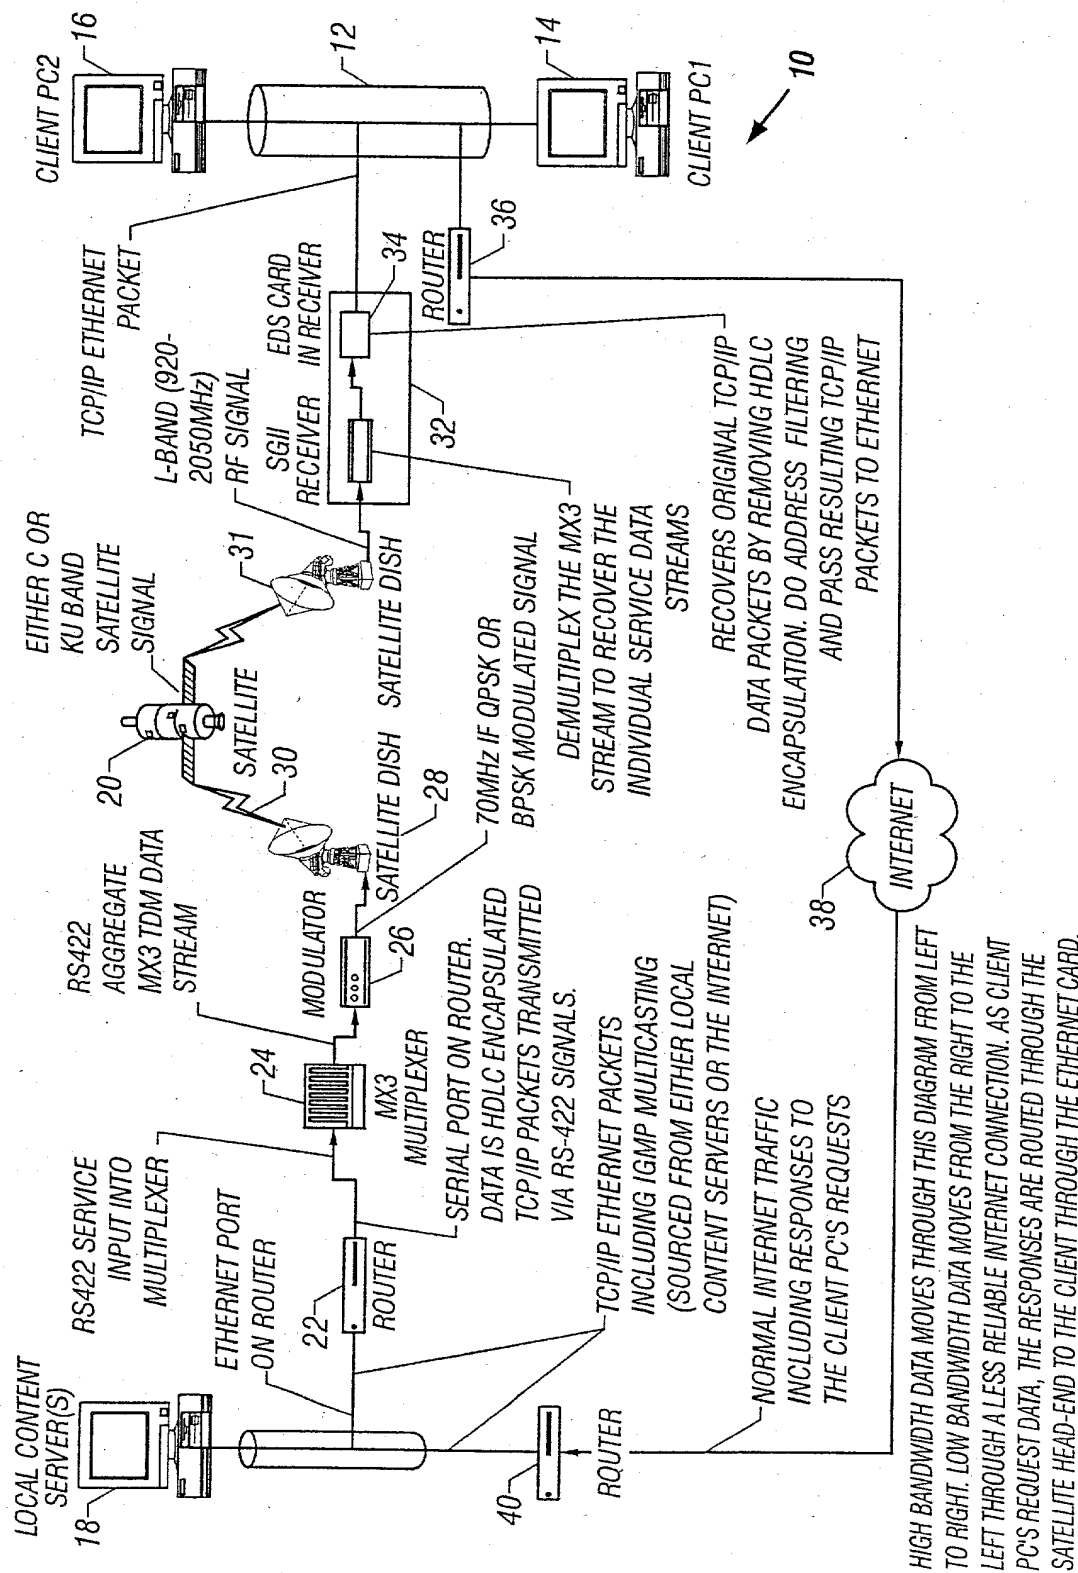 LOCAL CONTENT
SERVER(S)
18
RS422 SERVICE
INPUT INTO
MULTIPLEXER
ETHERNET PORT
ON ROUTER
22
ROUTER
24
MX3
MULTIPLEXER
RS422
AGGREGATE
MX3 TDM DATA
STREAM
MODULATOR
26
SERIAL PORT ON ROUTER.
DATA IS HDLC ENCAPSULATED
TCP/IP PACKETS TRANSMITTED
VIA RS-422 SIGNALS.
20
SATELLITE
30
EITHER C OR
KU BAND
SATELLITE
SIGNAL
SATELLITE DISH
28
31
SATELLITE DISH
70MHz IF QPSK OR
BPSK MODULATED SIGNAL
L-BAND (920-
2050MHz)
RF SIGNAL
SGII
RECEIVER
EDS CARD
IN RECEIVER
32
34
TCP/IP ETHERNET
PACKET
CLIENT PC2
16
12
14
CLIENT PC1
10
ROUTER
36
DEMULTIPLEX THE MX3
STREAM TO RECOVER THE
INDIVIDUAL SERVICE DATA
STREAMS
RECOVERS ORIGINAL TCP/IP
DATA PACKETS BY REMOVING HDLC
ENCAPSULATION. DO ADDRESS FILTERING
AND PASS RESULTING TCP/IP
PACKETS TO ETHERNET
TCP/IP ETHERNET PACKETS
INCLUDING IGMP MULTICASTING
(SOURCED FROM EITHER LOCAL
CONTENT SERVERS OR THE INTERNET)
40
ROUTER
NORMAL INTERNET TRAFFIC
INCLUDING RESPONSES TO
THE CLIENT PC'S REQUESTS
38
INTERNET
HIGH BANDWIDTH DATA MOVES THROUGH THIS DIAGRAM FROM LEFT
TO RIGHT. LOW BANDWIDTH DATA MOVES FROM THE RIGHT TO THE
LEFT THROUGH A LESS RELIABLE INTERNET CONNECTION. AS CLIENT
PC'S REQUEST DATA, THE RESPONSES ARE ROUTED THROUGH THE
SATELLITE HEAD-END TO THE CLIENT THROUGH THE ETHERNET CARD.